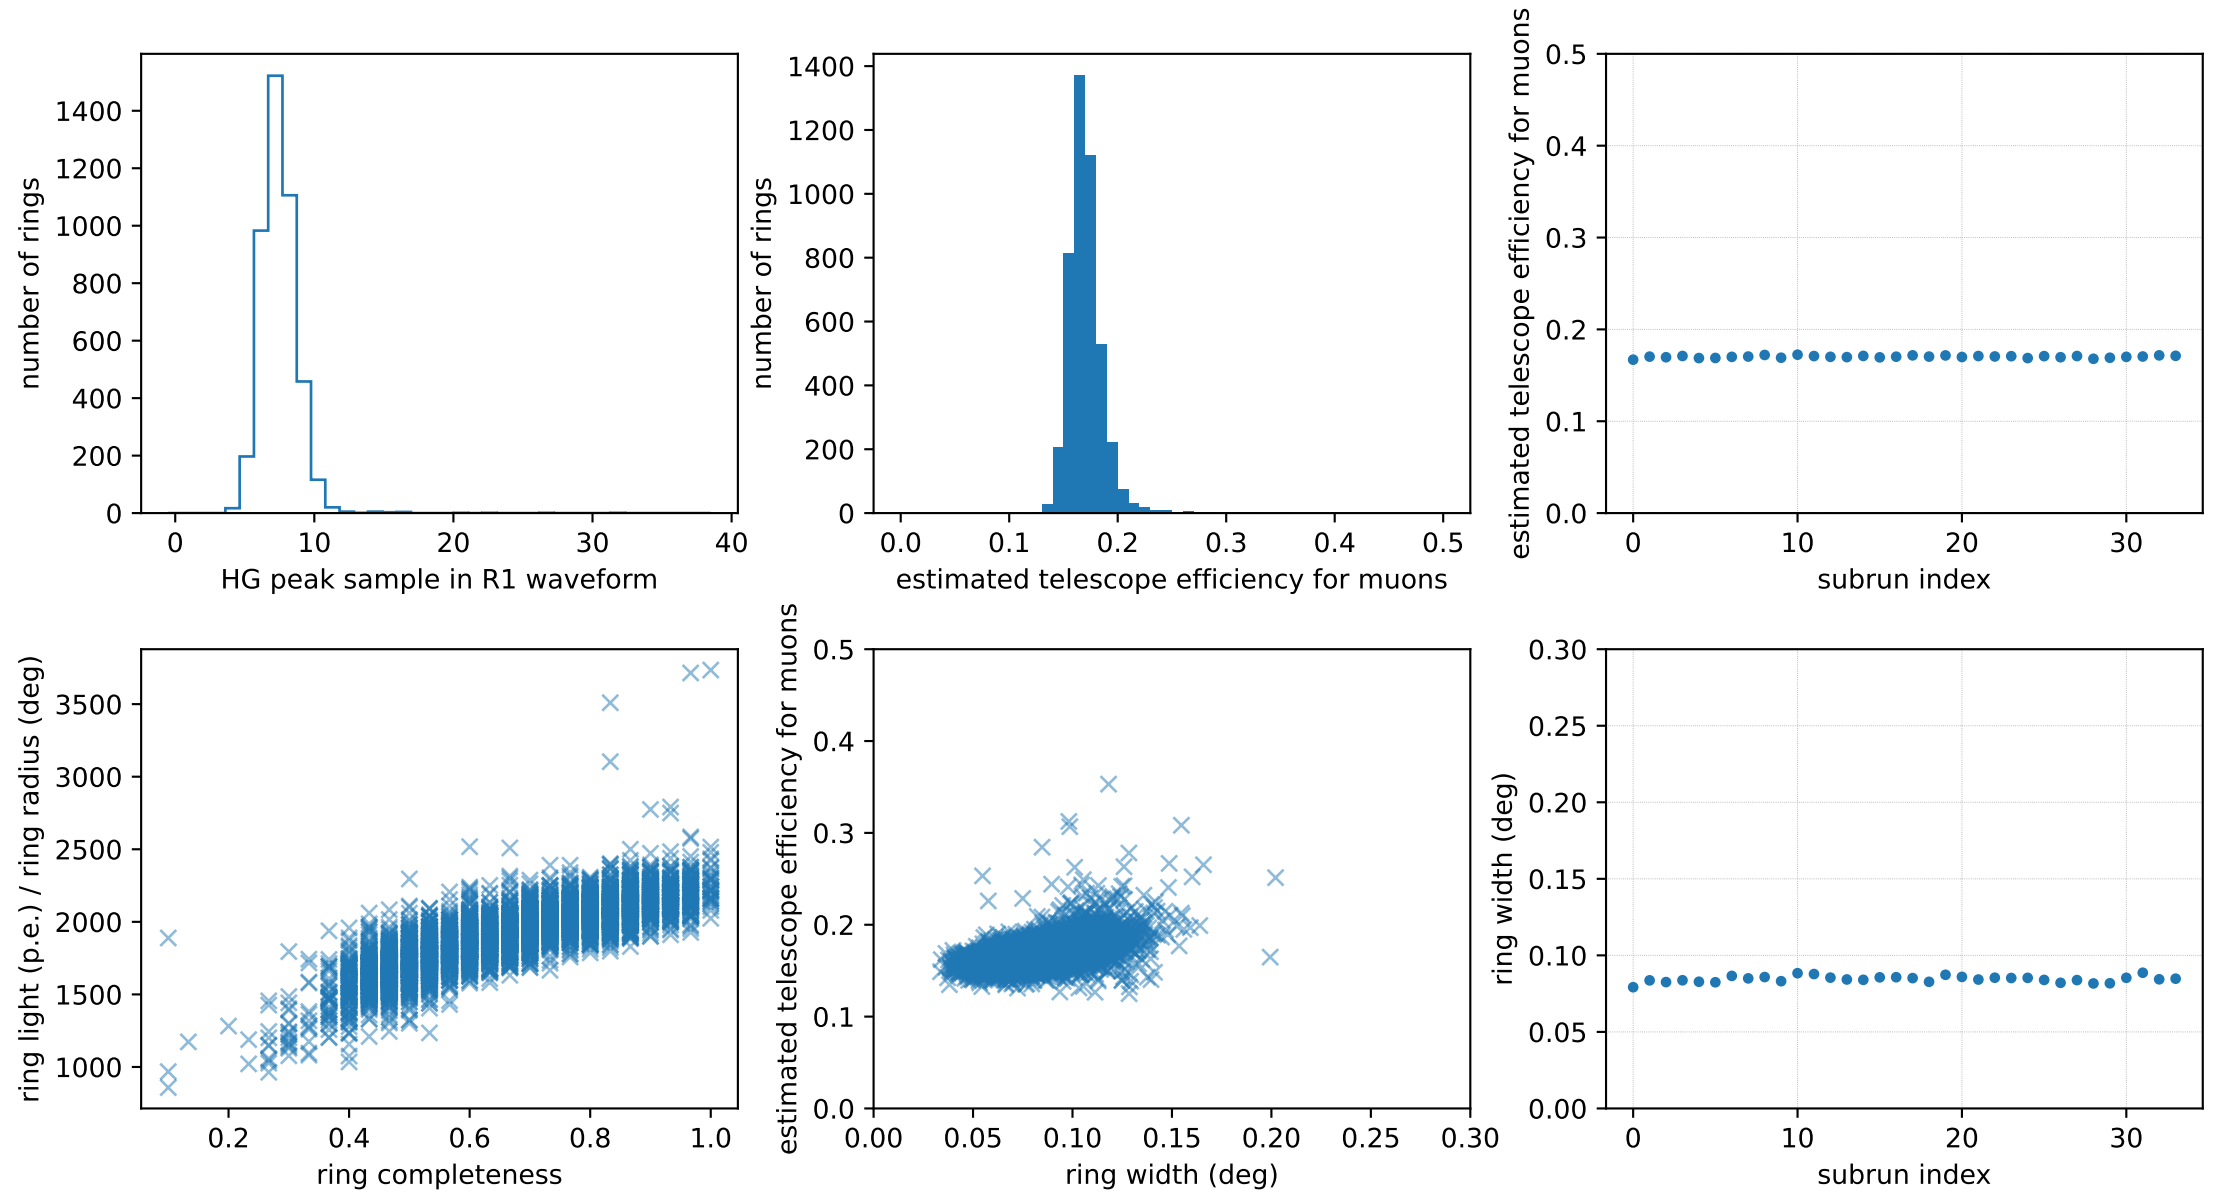 number of rings
0
200
400
600
800
1000
1200
1400
0 10 20 30 40
HG peak sample in R1 waveform
number of rings
0
200
400
600
800
1000
1200
1400
0.0 0.1 0.2 0.3 0.4 0.5
estimated telescope efficiency for muons
estimated telescope efficiency for muons
0.0
0.1
0.2
0.3
0.4
0.5
0 10 20 30
subrun index
ring light (p.e.) / ring radius (deg)
1000
1500
2000
2500
3000
3500
0.2 0.4 0.6 0.8 1.0
ring completeness
estimated telescope efficiency for muons
0.0
0.1
0.2
0.3
0.4
0.5
0.00 0.05 0.10 0.15 0.20 0.25 0.30
ring width (deg)
ring width (deg)
0.00
0.05
0.10
0.15
0.20
0.25
0.30
0 10 20 30
subrun index